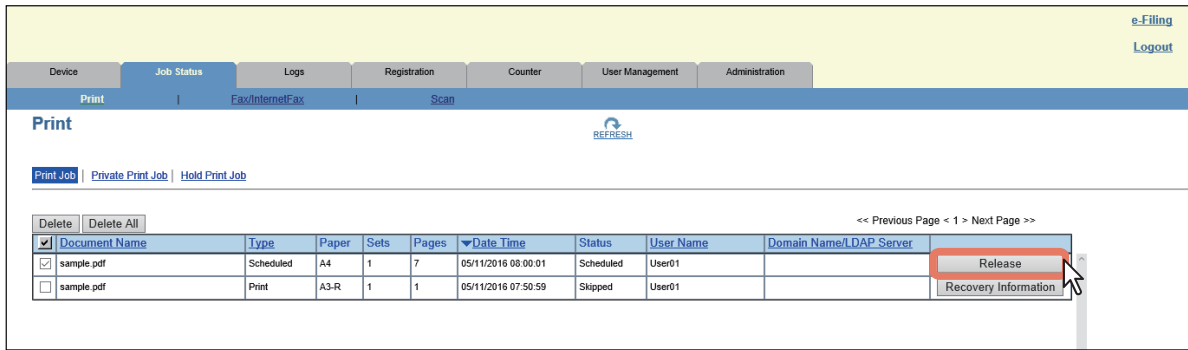 e-Filing
Logout
Device Job Status Logs Registration Counter User Management Administration
Print | Fax/InternetFax | Scan
Print
REFRESH
Print Job | Private Print Job | Hold Print Job
Delete Delete All << Previous Page < 1 > Next Page >>
Document Name Type Paper Sets Pages Date Time Status User Name Domain Name/LDAP Server
sample.pdf Scheduled A4 1 7 05/11/2016 08:00:01 Scheduled User01 Release
sample.pdf Print A3-R 1 1 05/11/2016 07:50:59 Skipped User01 Recovery Information